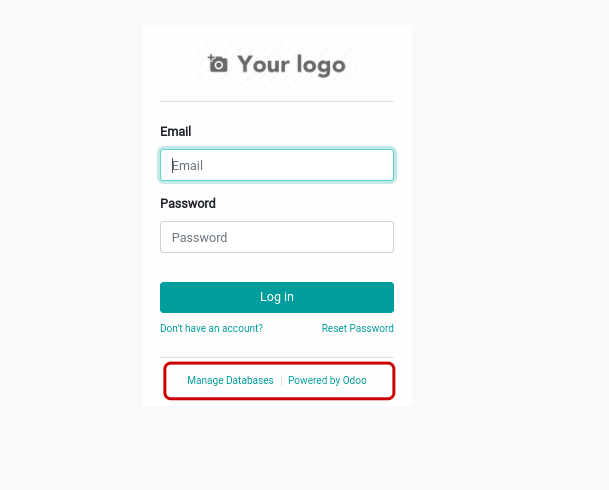 Your logo
Email
Email
Password
Password
Log in
Don't have an account? Reset Password
Manage Databases | Powered by Odoo